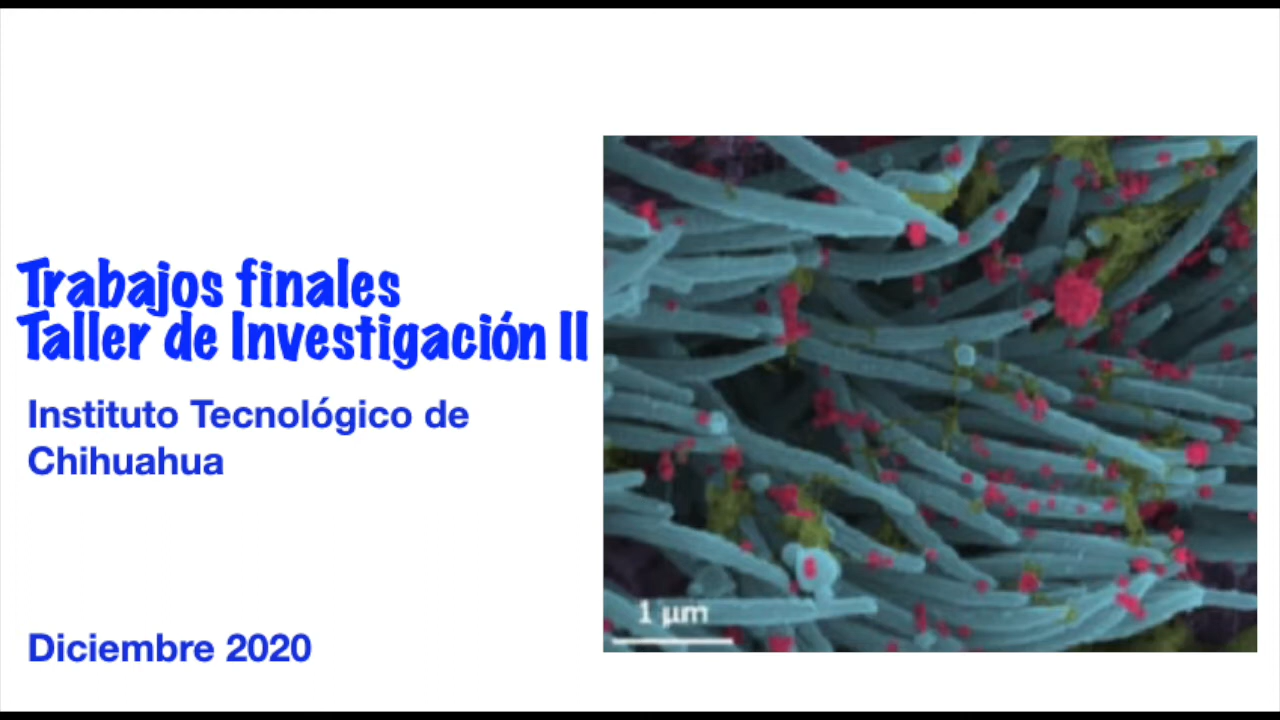 Trabajos finales
Taller de Investigación II
Instituto Tecnológico de
Chihuahua
Diciembre 2020
1 µm